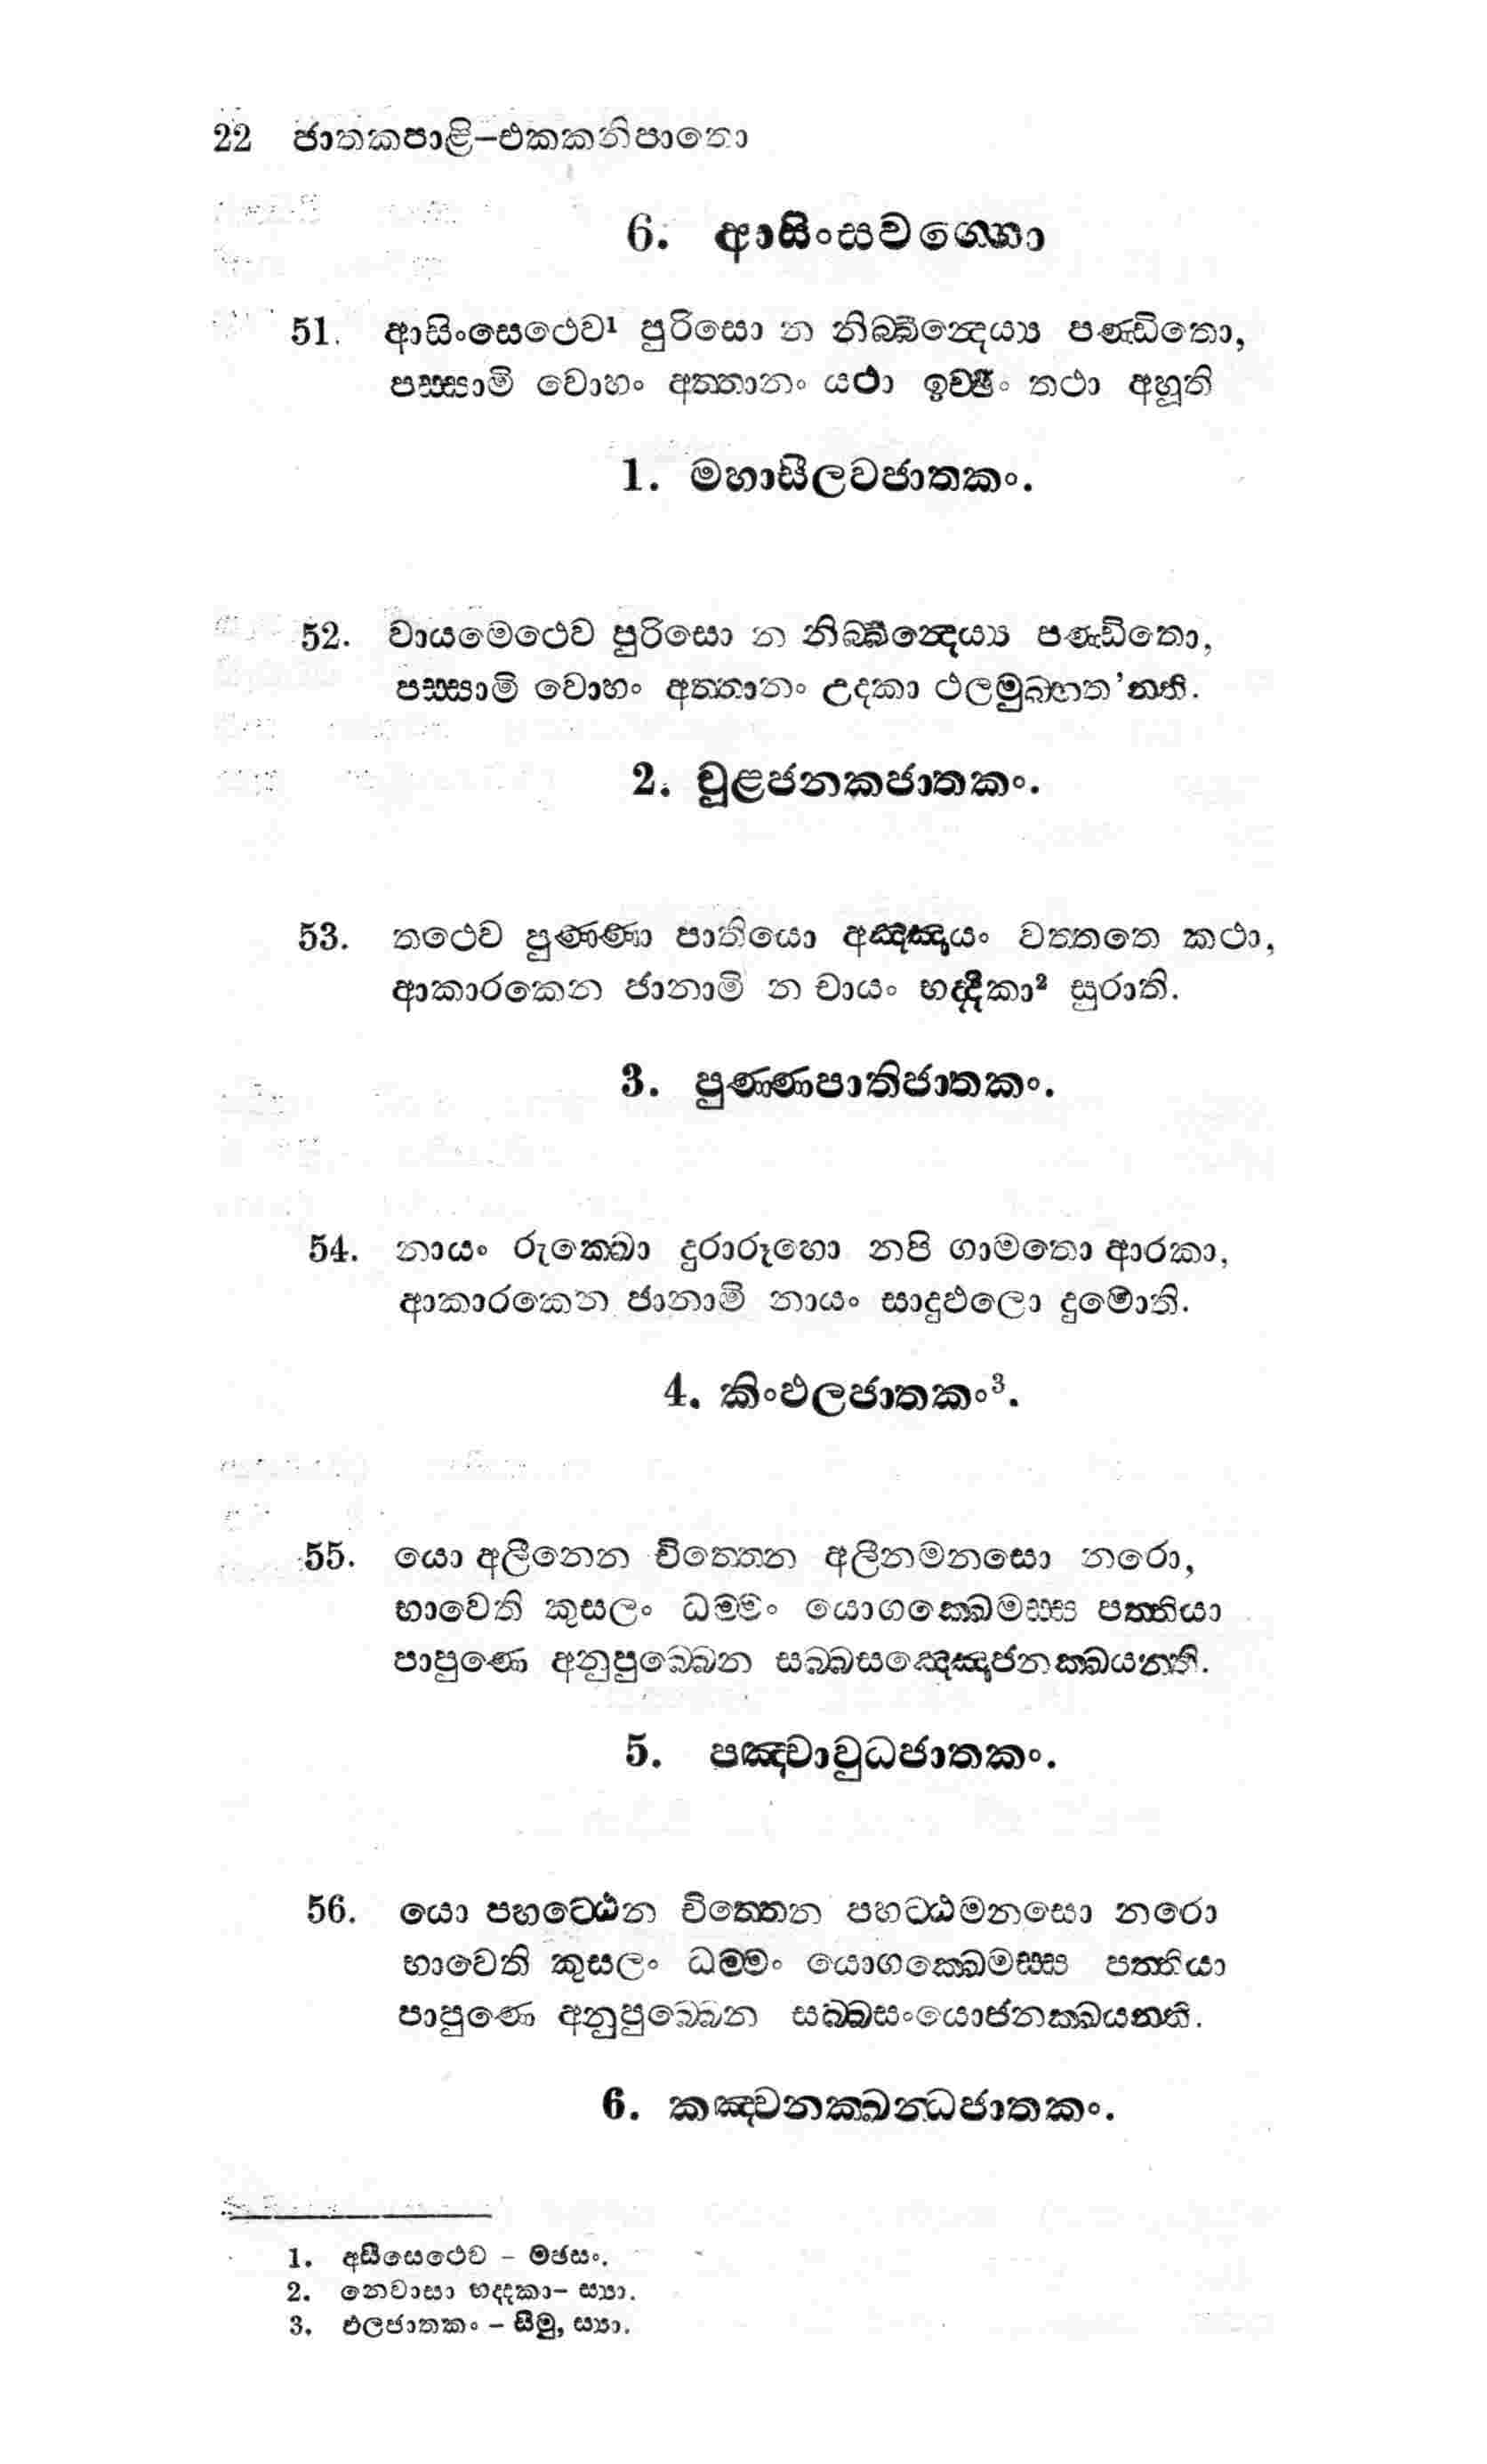 22 ජාතකපාළි–එකකනිපාතො
6. ආසිංසවග්ගො
51. ආසිංසෙථෙව¹ පුරිසො න නිබ්බින්දෙය්‍ය පණ්ඩිතො,
පස්සාමි වොහං අත්තානං යථා ඉච්ඡිං තථා අහූති
1. මහාසීලවජාතකං.
52. වායමෙථෙව පුරිසො න නිබ්බින්දෙය්‍ය පණ්ඩිතො,
පස්සාමි වොහං අත්තානං උදකා ථලමුබ්භත'න්ති.
2. චූළජනකජාතකං.
53. තථෙව පුණ්ණා පාතියො අඤ්ඤායං වත්තතෙ කථා,
ආකාරකෙන ජානාමි න චායං භද්දිකා² සුරාති.
3. පුණ්ණපාතිජාතකං.
54. නායං රුක්ඛො දුරාරූහො නපි ගාමතො ආරකා,
ආකාරකෙන ජානාමි නායං සාදුඵලො දුමොති.
4. කිංඵලජාතකං³.
55. යො අලීනෙන චිත්තෙන අලීනමනසො නරො,
භාවෙති කුසලං ධම්මං යොගක්ඛෙමස්ස පත්තියා
පාපුණෙ අනුපුබ්බෙන සබ්බසඤ්ඤොජනක්ඛයන්ති.
5. පඤ්චාවුධජාතකං.
56. යො පහට්ඨෙන චිත්තෙන පහට්ඨමනසො නරො
භාවෙති කුසලං ධම්මං යොගක්ඛෙමස්ස පත්තියා
පාපුණෙ අනුපුබ්බෙන සබ්බසංයොජනක්ඛයන්ති.
6. කඤ්චනක්ඛන්ධජාතකං.
1. අසීසෙථෙව – මඡසං.
2. නෙවාසා භද්දකා– ස්‍යා.
3. ඵලජාතකං – සීමු, ස්‍යා.